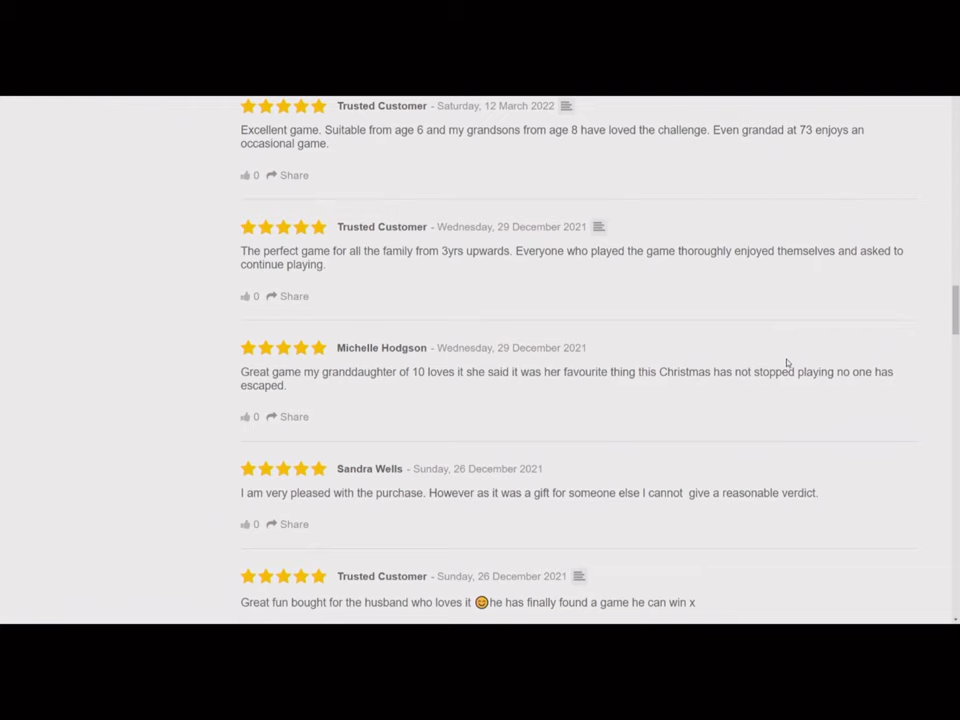 Trusted Customer - Saturday, 12 March 2022
Excellent game. Suitable from age 6 and my grandsons from age 8 have loved the challenge. Even grandad at 73 enjoys an
occasional game.
0 Share
Trusted Customer - Wednesday, 29 December 2021
The perfect game for all the family from 3yrs upwards. Everyone who played the game thoroughly enjoyed themselves and asked to
continue playing.
0 Share
Michelle Hodgson - Wednesday, 29 December 2021
Great game my granddaughter of 10 loves it she said it was her favourite thing this Christmas has not stopped playing no one has
escaped.
0 Share
Sandra Wells - Sunday, 26 December 2021
I am very pleased with the purchase. However as it was a gift for someone else I cannot give a reasonable verdict.
0 Share
Trusted Customer - Sunday, 26 December 2021
Great fun bought for the husband who loves it 😊he has finally found a game he can win x